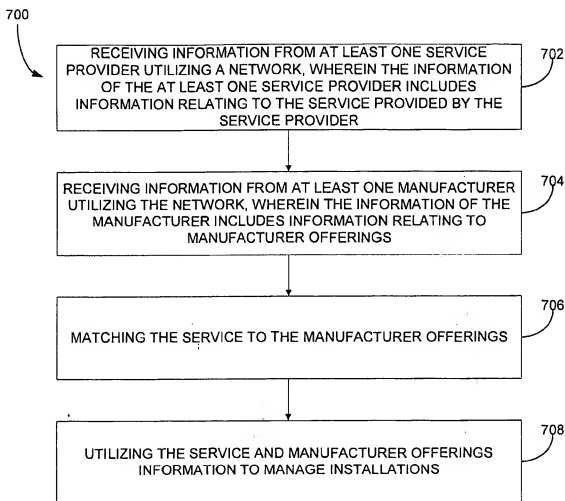 700
RECEIVING INFORMATION FROM AT LEAST ONE SERVICE
PROVIDER UTILIZING A NETWORK, WHEREIN THE INFORMATION
OF THE AT LEAST ONE SERVICE PROVIDER INCLUDES
INFORMATION RELATING TO THE SERVICE PROVIDED BY THE
SERVICE PROVIDER
702
RECEIVING INFORMATION FROM AT LEAST ONE MANUFACTURER
UTILIZING THE NETWORK, WHEREIN THE INFORMATION OF THE
MANUFACTURER INCLUDES INFORMATION RELATING TO
MANUFACTURER OFFERINGS
704
MATCHING THE SERVICE TO THE MANUFACTURER OFFERINGS
706
UTILIZING THE SERVICE AND MANUFACTURER OFFERINGS
INFORMATION TO MANAGE INSTALLATIONS
708